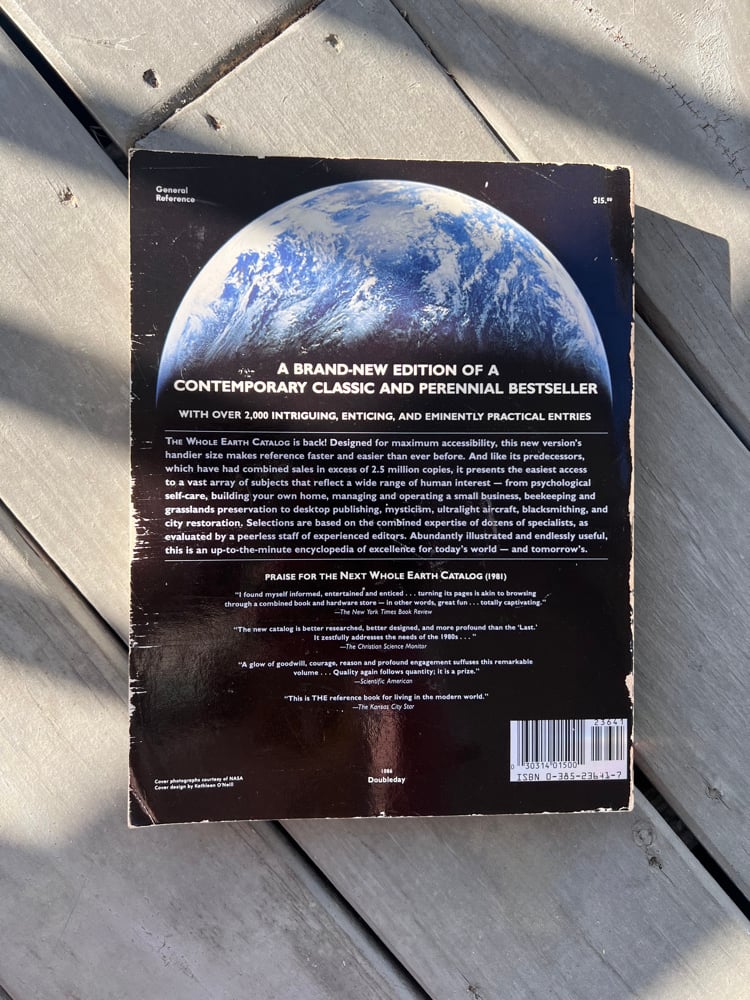 General
Reference
$15.00
A BRAND-NEW EDITION OF A
CONTEMPORARY CLASSIC AND PERENNIAL BESTSELLER
WITH OVER 2,000 INTRIGUING, ENTICING, AND EMINENTLY PRACTICAL ENTRIES
THE WHOLE EARTH CATALOG is back! Designed for maximum accessibility, this new version's
handier size makes reference faster and easier than ever before. And like its predecessors,
which have had combined sales in excess of 2.5 million copies, it presents the easiest access
to a vast array of subjects that reflect a wide range of human interest — from psychological
self-care, building your own home, managing and operating a small business, beekeeping and
grasslands preservation to desktop publishing, mysticism, ultralight aircraft, blacksmithing, and
city restoration. Selections are based on the combined expertise of dozens of specialists, as
evaluated by a peerless staff of experienced editors. Abundantly illustrated and endlessly useful,
this is an up-to-the-minute encyclopedia of excellence for today's world — and tomorrow's.
PRAISE FOR THE NEXT WHOLE EARTH CATALOG (1981)
"I found myself informed, entertained and enticed . . . turning its pages is akin to browsing
through a combined book and hardware store — in other words, great fun . . . totally captivating."
—The New York Times Book Review
"The new catalog is better researched, better designed, and more profound than the 'Last.'
It zestfully addresses the needs of the 1980s . . . "
—The Christian Science Monitor
"A glow of goodwill, courage, reason and profound engagement suffuses this remarkable
volume . . . Quality again follows quantity; it is a prize."
—Scientific American
"This is THE reference book for living in the modern world."
—The Kansas City Star
23641
0 30314 01500
ISBN 0-385-23641-7
Cover photographs courtesy of NASA
Cover design by Kathleen O'Neill
1986
Doubleday